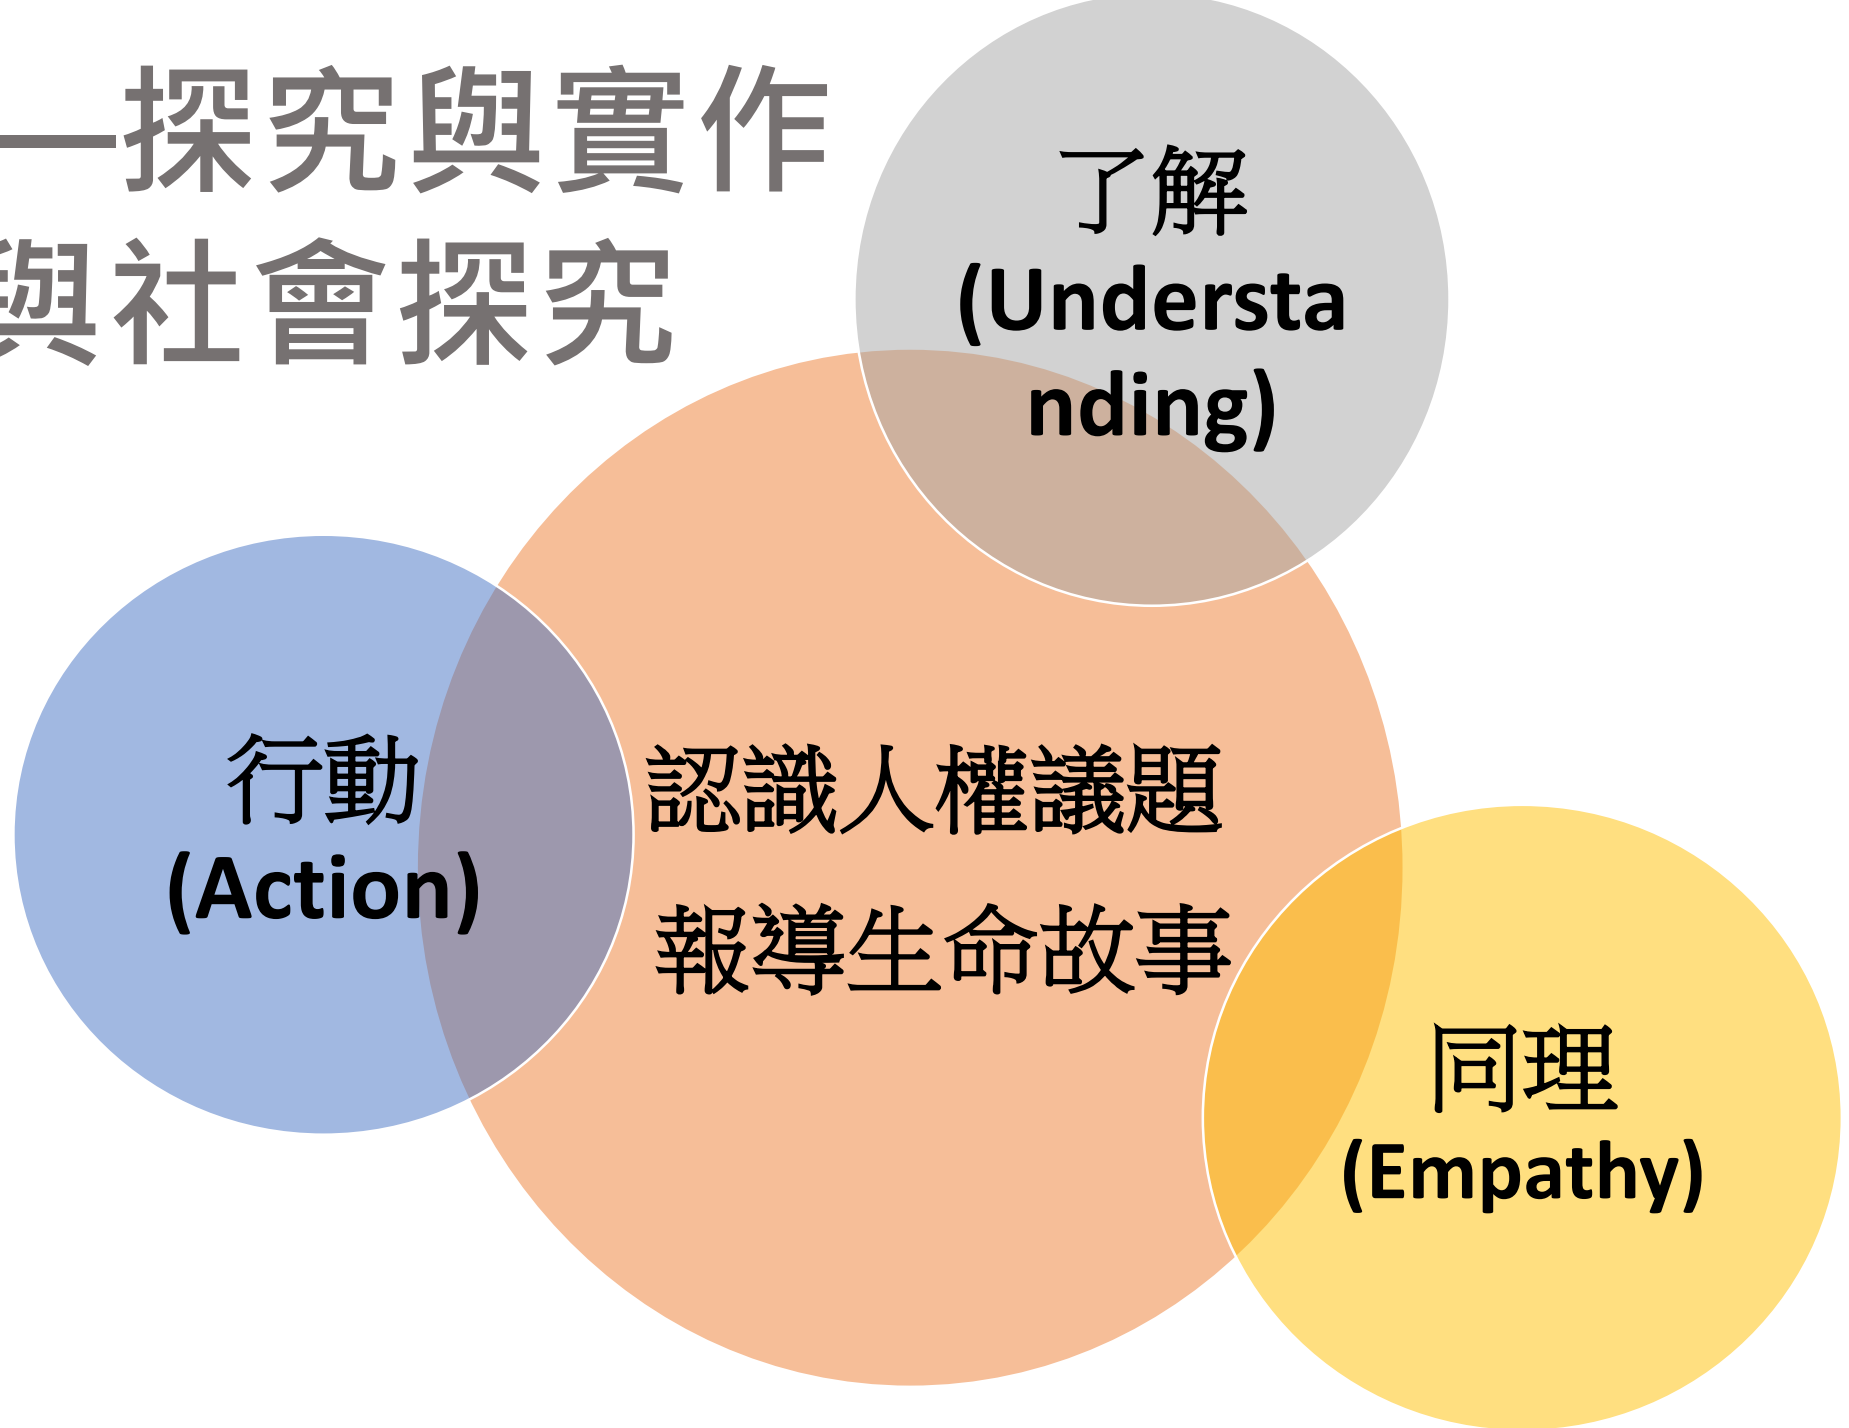 —探究與實作
與社會探究
了解
(Understa
nding)
行動
(Action)
認識人權議題
報導生命故事
同理
(Empathy)